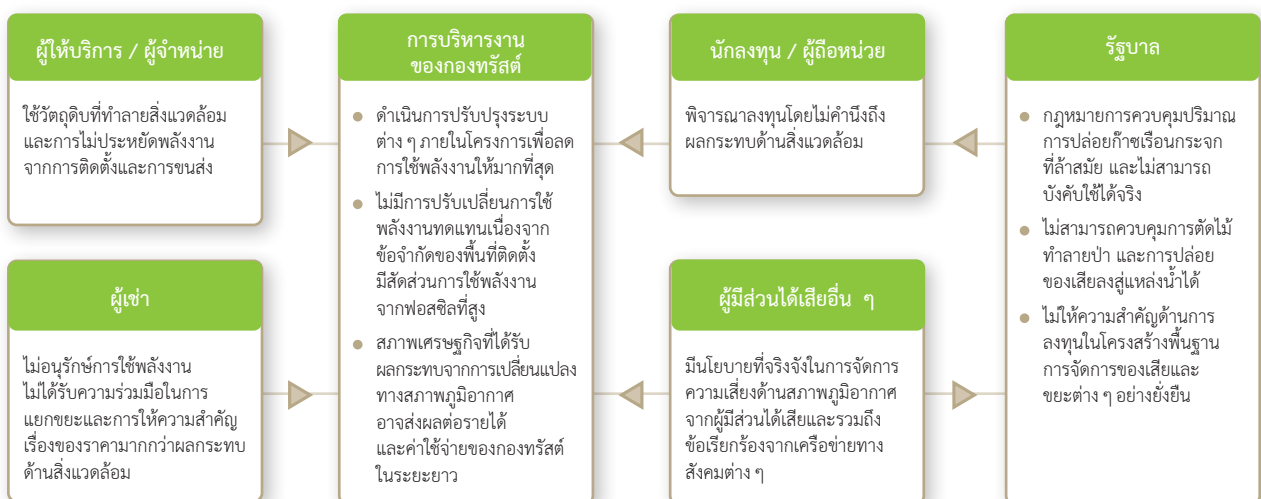 ผู้ให้บริการ / ผู้จำหน่าย
ใช้วัตถุดิบที่ทำลายสิ่งแวดล้อม
และการไม่ประหยัดพลังงาน
จากการติดตั้งและการขนส่ง
ผู้เช่า
ไม่อนุรักษ์การใช้พลังงาน
ไม่ได้รับความร่วมมือในการ
แยกขยะและการให้ความสำคัญ
เรื่องของราคามากกว่าผลกระทบ
ด้านสิ่งแวดล้อม
การบริหารงาน
ของกองทรัสต์
● ดำเนินการปรับปรุงระบบ
ต่าง ๆ ภายในโครงการเพื่อลด
การใช้พลังงานให้มากที่สุด
● ไม่มีการปรับเปลี่ยนการใช้
พลังงานทดแทนเนื่องจาก
ข้อจำกัดของพื้นที่ติดตั้ง
มีสัดส่วนการใช้พลังงาน
จากฟอสซิลที่สูง
● สภาพเศรษฐกิจที่ได้รับ
ผลกระทบจากการเปลี่ยนแปลง
ทางสภาพภูมิอากาศ
อาจส่งผลต่อรายได้
และค่าใช้จ่ายของกองทรัสต์
ในระยะยาว
นักลงทุน / ผู้ถือหน่วย
พิจารณาลงทุนโดยไม่คำนึงถึง
ผลกระทบด้านสิ่งแวดล้อม
ผู้มีส่วนได้เสียอื่น ๆ
มีนโยบายที่จริงจังในการจัดการ
ความเสี่ยงด้านสภาพภูมิอากาศ
จากผู้มีส่วนได้เสียและรวมถึง
ข้อเรียกร้องจากเครือข่ายทาง
สังคมต่าง ๆ
รัฐบาล
● กฎหมายการควบคุมปริมาณ
การปล่อยก๊าซเรือนกระจก
ที่ล้าสมัย และไม่สามารถ
บังคับใช้ได้จริง
● ไม่สามารถควบคุมการตัดไม้
ทำลายป่า และการปล่อย
ของเสียลงสู่แหล่งน้ำได้
● ไม่ให้ความสำคัญด้านการ
ลงทุนในโครงสร้างพื้นฐาน
การจัดการของเสียและ
ขยะต่าง ๆ อย่างยั่งยืน